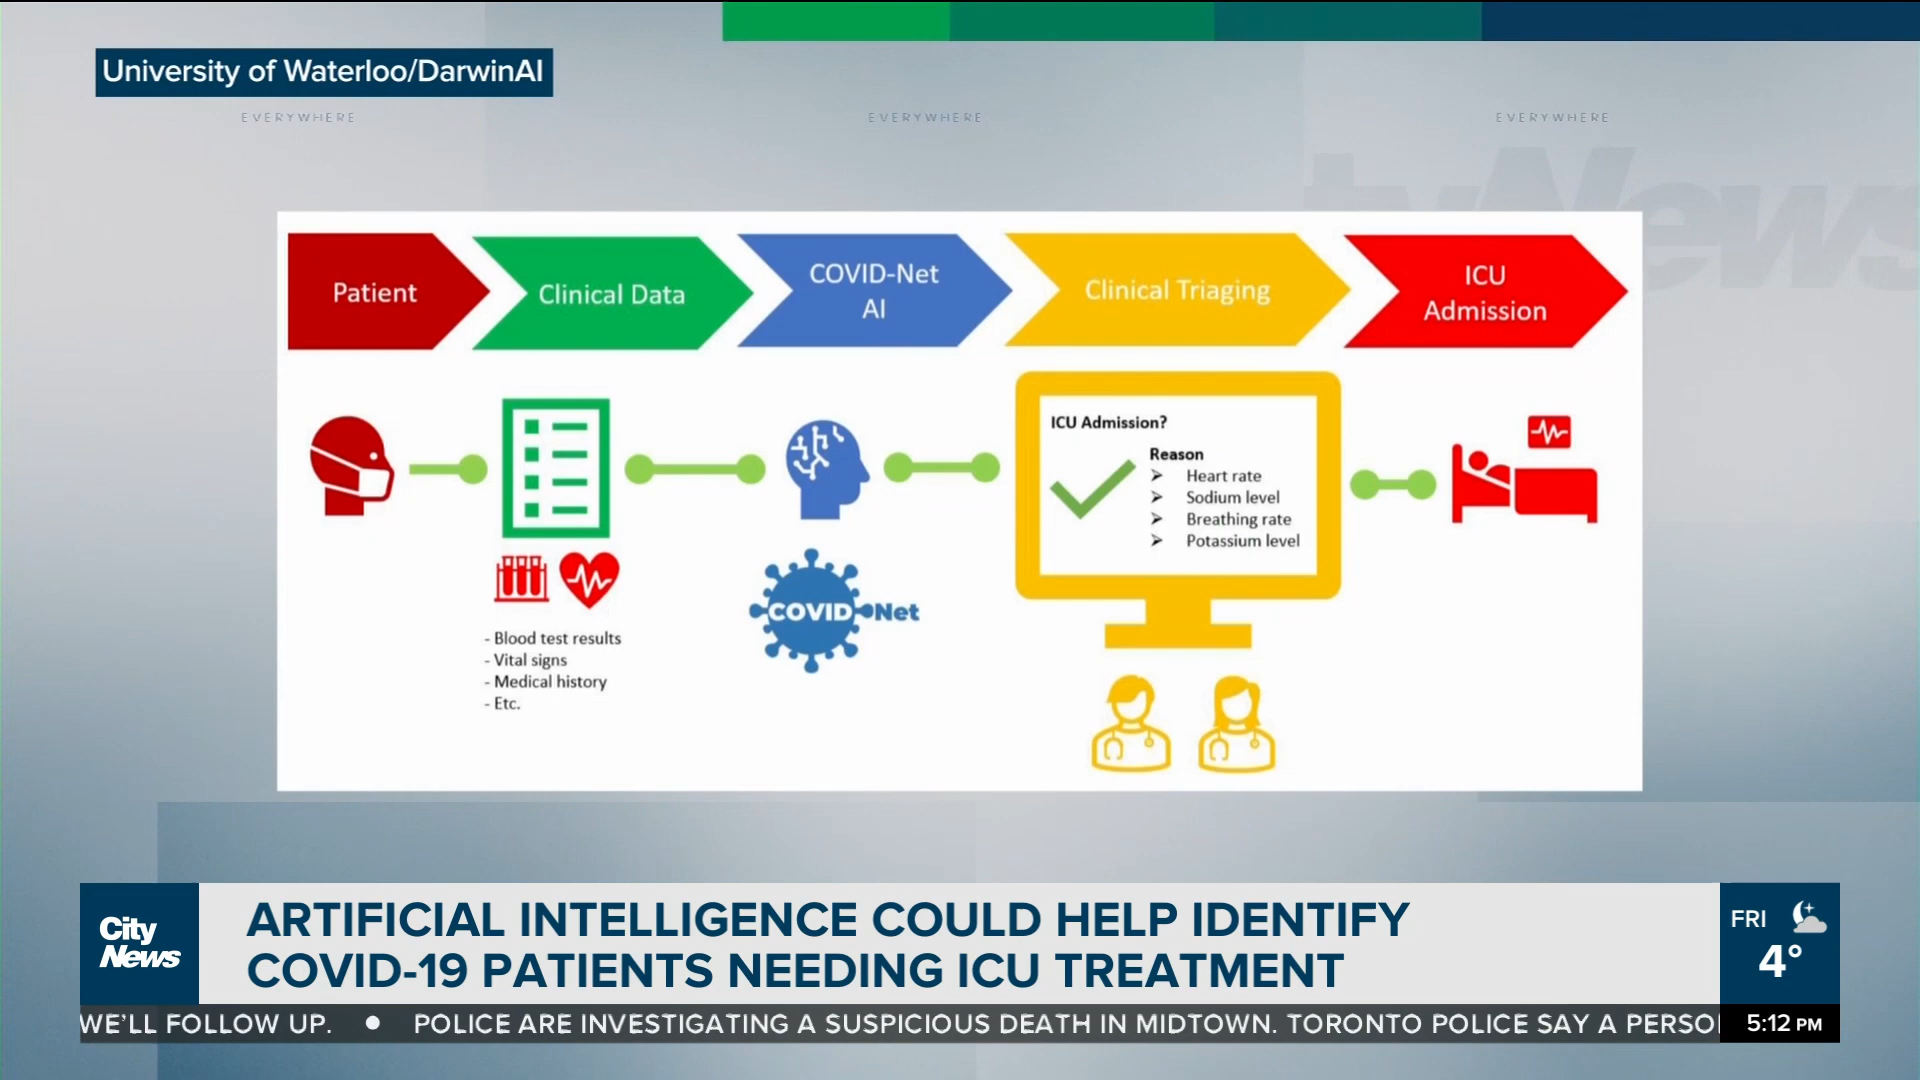 University of Waterloo/DarwinAI
EVERYWHERE EVERYWHERE EVERYWHERE
tyNews
Patient
Clinical Data
COVID-Net
AI
Clinical Triaging
ICU
Admission
ICU Admission?
Reason
➢ Heart rate
➢ Sodium level
➢ Breathing rate
➢ Potassium level
COVID-Net
- Blood test results
- Vital signs
- Medical history
- Etc.
City
News
ARTIFICIAL INTELLIGENCE COULD HELP IDENTIFY
COVID-19 PATIENTS NEEDING ICU TREATMENT
FRI
4°
WE'LL FOLLOW UP. ● POLICE ARE INVESTIGATING A SUSPICIOUS DEATH IN MIDTOWN. TORONTO POLICE SAY A PERSO
5:12 PM